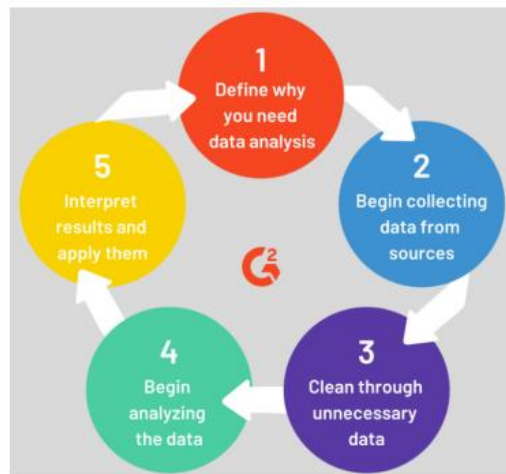 1
Define why
you need
data analysis
2
Begin collecting
data from
sources
3
Clean through
unnecessary
data
4
Begin
analyzing
the data
5
Interpret
results and
apply them
G2